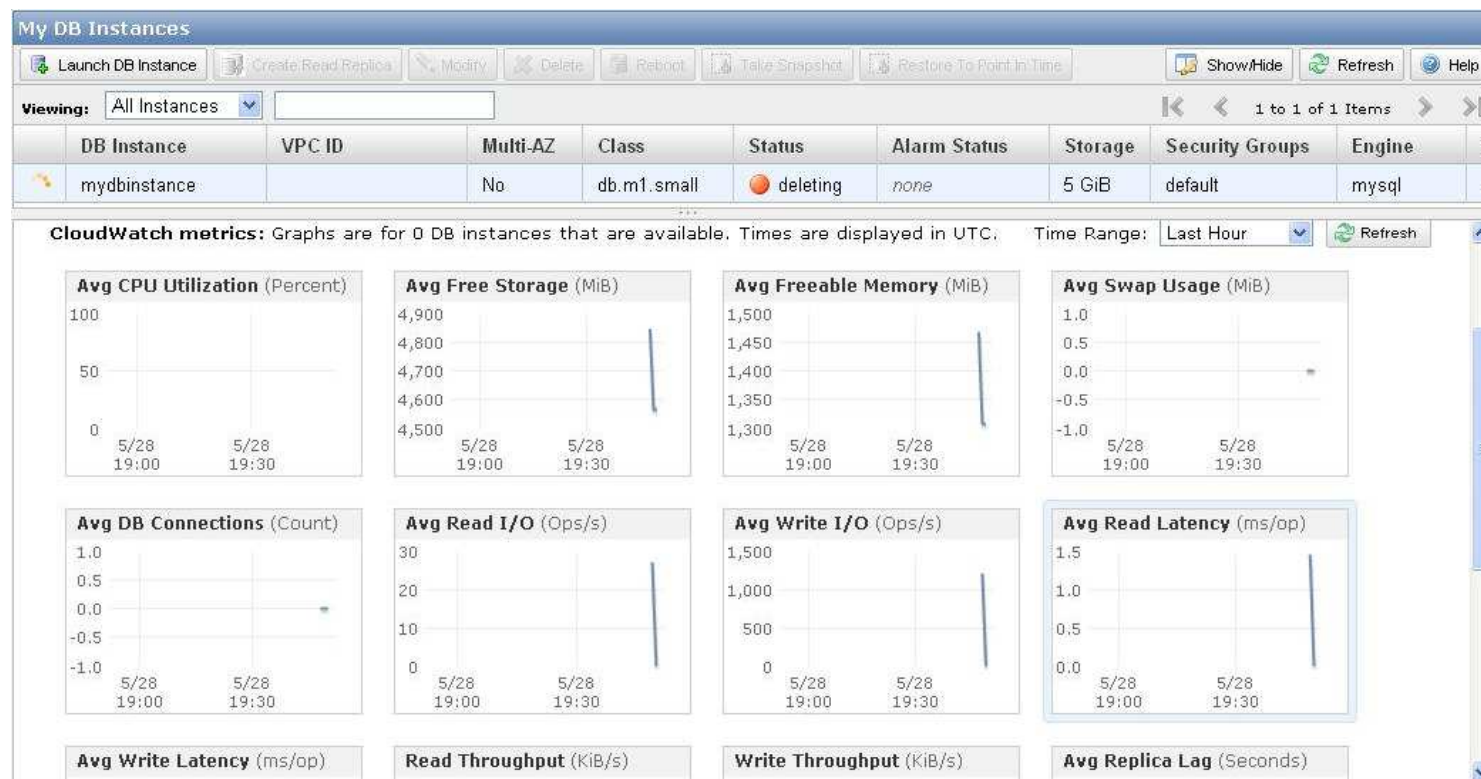 My DB Instances
Launch DB Instance Create Read Replica Modify Delete Reboot Take Snapshot Restore To Point In Time Show/Hide Refresh Help
Viewing: All Instances 1 to 1 of 1 Items
DB Instance VPC ID Multi-AZ Class Status Alarm Status Storage Security Groups Engine
mydbinstance No db.m1.small deleting none 5 GiB default mysql
CloudWatch metrics: Graphs are for 0 DB instances that are available. Times are displayed in UTC. Time Range: Last Hour Refresh
Avg CPU Utilization (Percent)
100
50
0
5/28 5/28
19:00 19:30
Avg Free Storage (MiB)
4,900
4,800
4,700
4,600
4,500
5/28 5/28
19:00 19:30
Avg Freeable Memory (MiB)
1,500
1,450
1,400
1,350
1,300
5/28 5/28
19:00 19:30
Avg Swap Usage (MiB)
1.0
0.5
0.0
-0.5
-1.0
5/28 5/28
19:00 19:30
Avg DB Connections (Count)
1.0
0.5
0.0
-0.5
-1.0
5/28 5/28
19:00 19:30
Avg Read I/O (Ops/s)
30
20
10
0
5/28 5/28
19:00 19:30
Avg Write I/O (Ops/s)
1,500
1,000
500
0
5/28 5/28
19:00 19:30
Avg Read Latency (ms/op)
1.5
1.0
0.5
0.0
5/28 5/28
19:00 19:30
Avg Write Latency (ms/op)
Read Throughput (KiB/s)
Write Throughput (KiB/s)
Avg Replica Lag (Seconds)